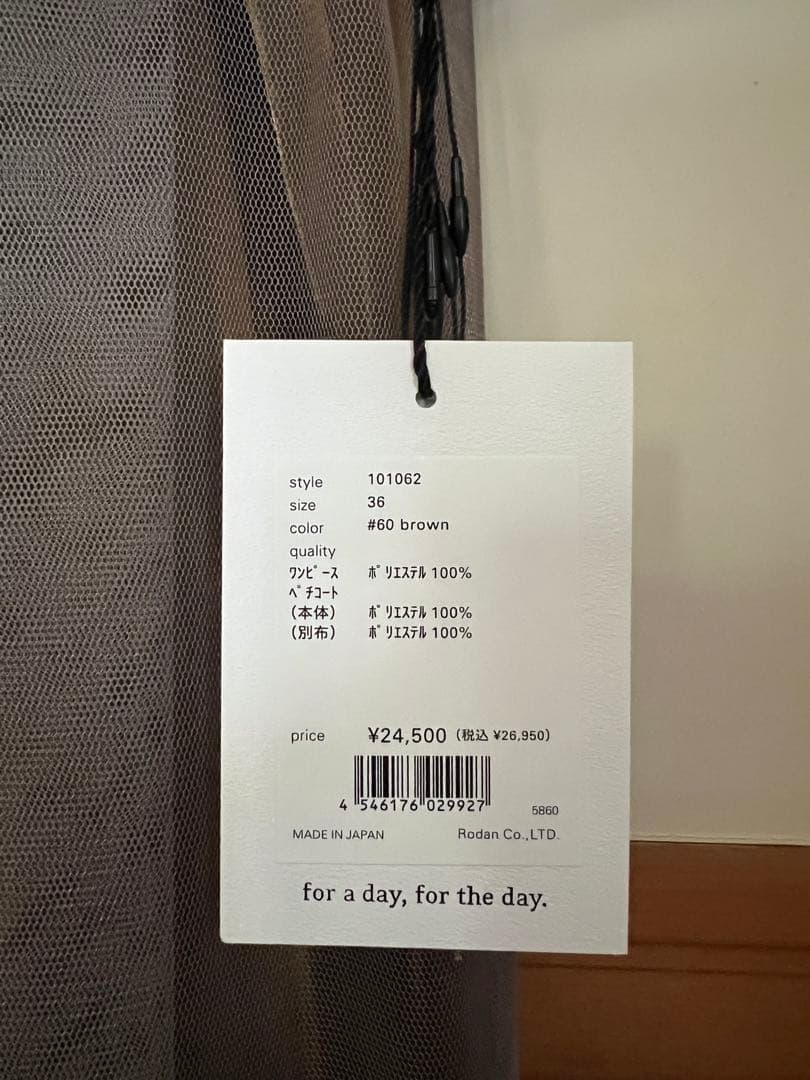 style 101062
size 36
color #60 brown
quality
ﾜﾝﾋﾟｰｽ ﾎﾟﾘｴｽﾃﾙ 100%
ﾍﾟﾁｺｰﾄ
(本体) ﾎﾟﾘｴｽﾃﾙ 100%
(別布) ﾎﾟﾘｴｽﾃﾙ 100%
price ¥24,500 (税込 ¥26,950)
4 546176 029927
5860
MADE IN JAPAN Rodan Co.,LTD.
for a day, for the day.